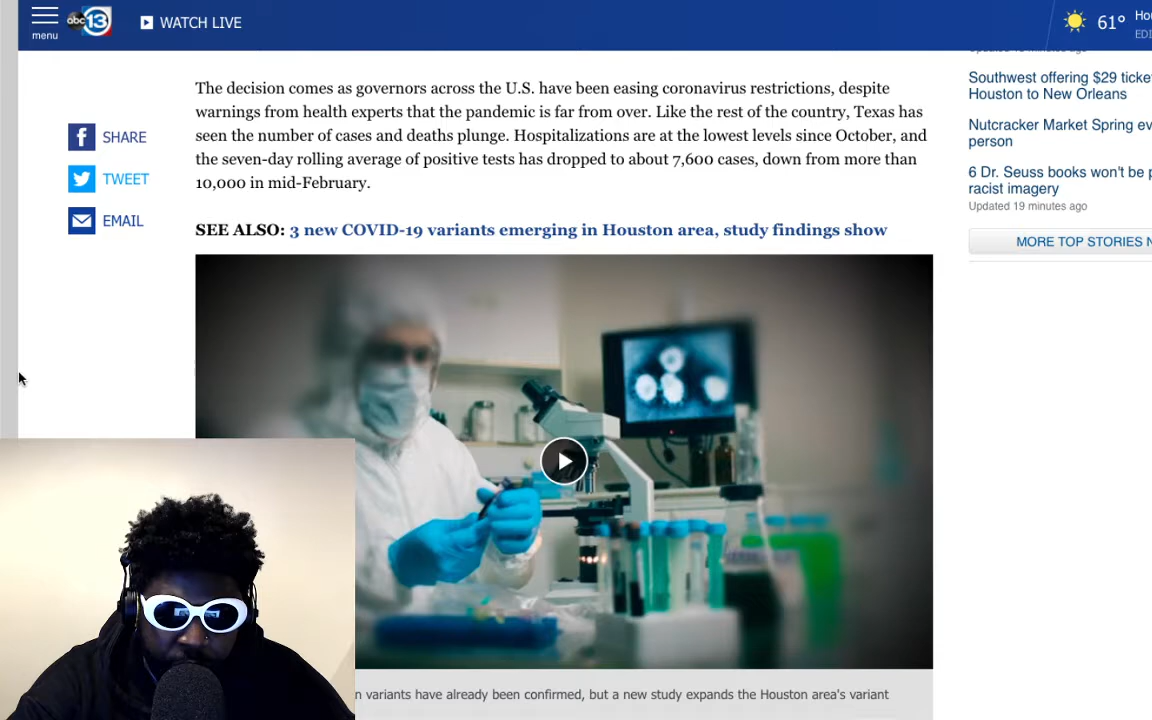 menu
abc 13
WATCH LIVE
61°
The decision comes as governors across the U.S. have been easing coronavirus restrictions, despite
warnings from health experts that the pandemic is far from over. Like the rest of the country, Texas has
seen the number of cases and deaths plunge. Hospitalizations are at the lowest levels since October, and
the seven-day rolling average of positive tests has dropped to about 7,600 cases, down from more than
10,000 in mid-February.
SHARE
TWEET
EMAIL
SEE ALSO: 3 new COVID-19 variants emerging in Houston area, study findings show
variants have already been confirmed, but a new study expands the Houston area's variant
Southwest offering $29
Houston to New Orleans
Nutcracker Market Spring
person
6 Dr. Seuss books won't be
racist imagery
Updated 19 minutes ago
MORE TOP STORIES